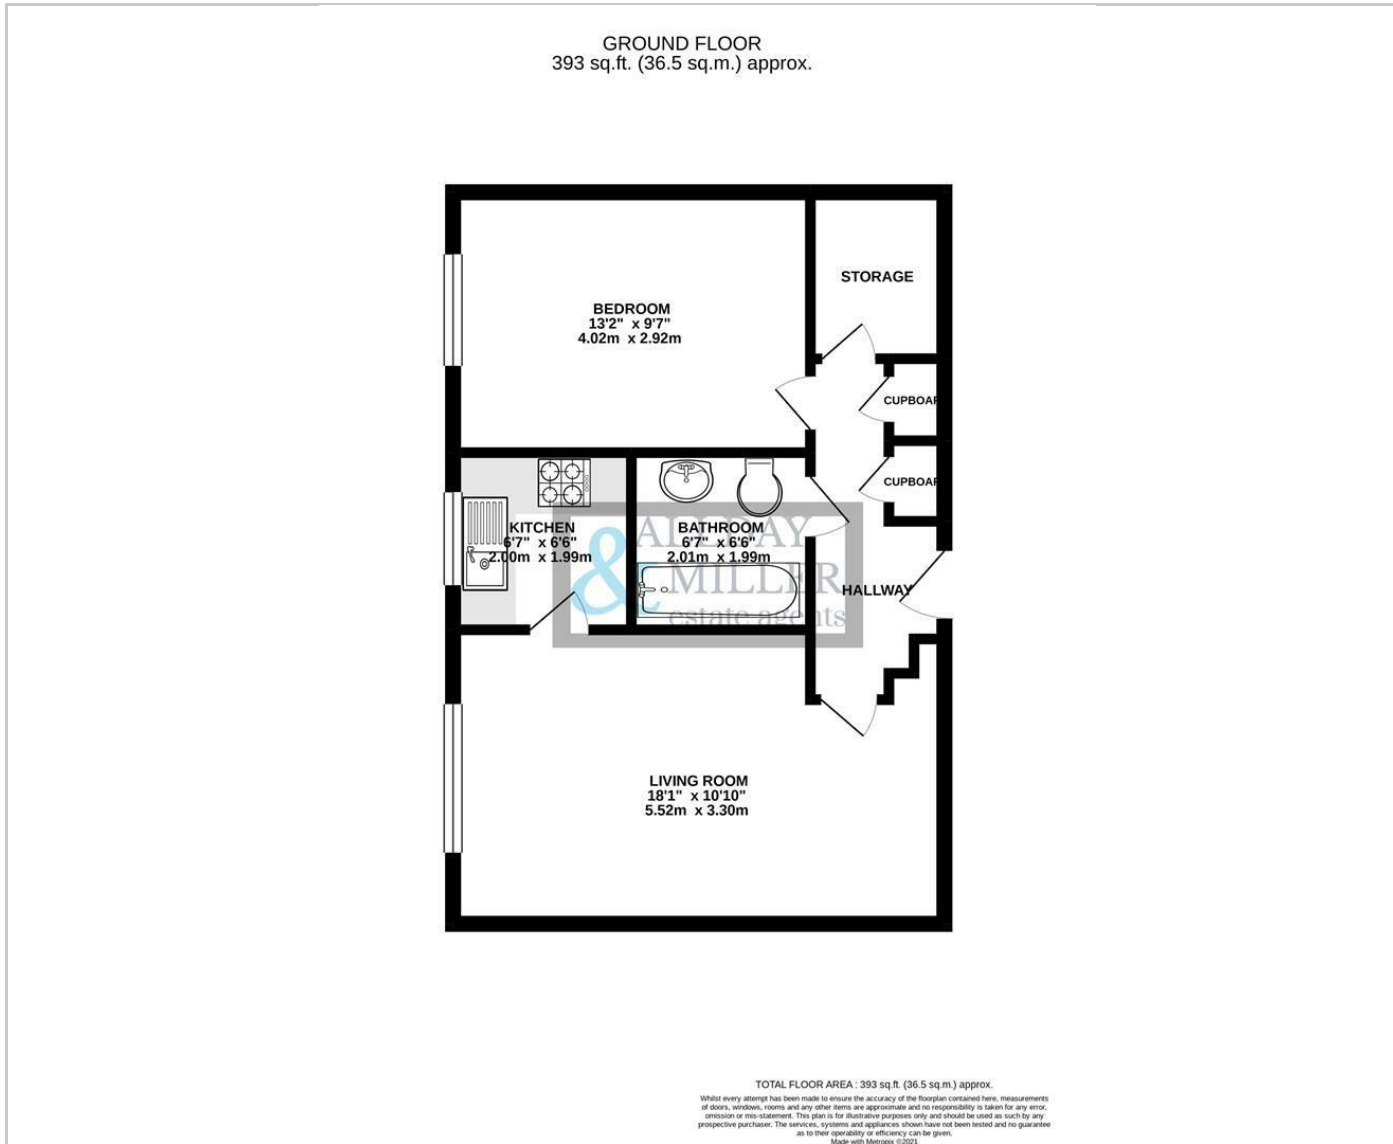 GROUND FLOOR
393 sq.ft. (36.5 sq.m.) approx.
STORAGE
BEDROOM
13'2" x 9'7"
4.02m x 2.92m
CUPBOAR
CUPBOAR
KITCHEN
6'7" x 6'6"
2.00m x 1.99m
BATHROOM
6'7" x 6'6"
2.01m x 1.99m
HALLWAY
ALLDAY
& MILLER
estate agents
LIVING ROOM
18'1" x 10'10"
5.52m x 3.30m
TOTAL FLOOR AREA : 393 sq.ft. (36.5 sq.m.) approx.
Whilst every attempt has been made to ensure the accuracy of the floorplan contained here, measurements
of doors, windows, rooms and any other items are approximate and no responsibility is taken for any error,
omission or mis-statement. This plan is for illustrative purposes only and should be used as such by any
prospective purchaser. The services, systems and appliances shown have not been tested and no guarantee
as to their operability or efficiency can be given.
Made with Metropix ©2021